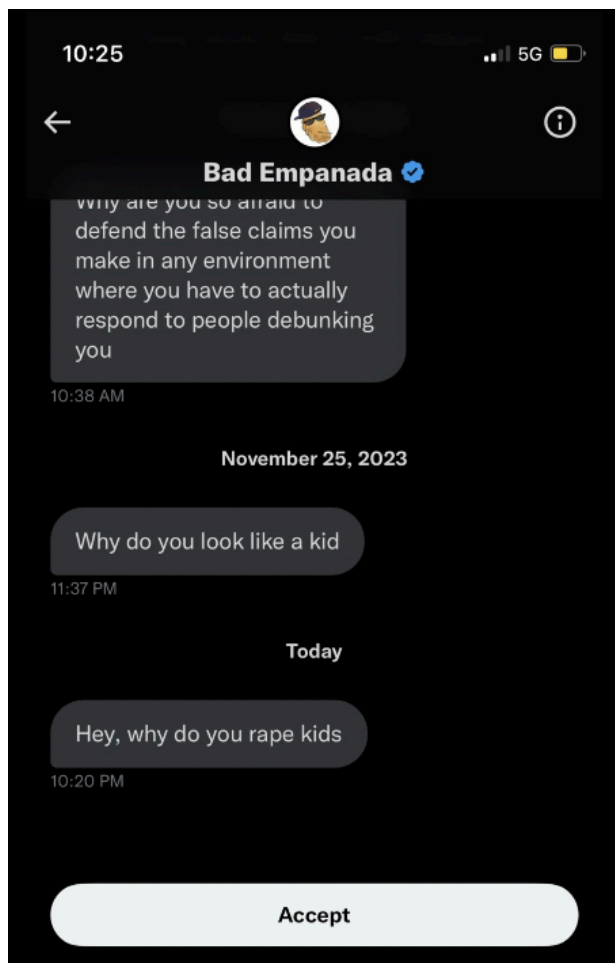 10:25
5G
Bad Empanada
Why are you so afraid to
defend the false claims you
make in any environment
where you have to actually
respond to people debunking
you
10:38 AM
November 25, 2023
Why do you look like a kid
11:37 PM
Today
Hey, why do you rape kids
10:20 PM
Accept